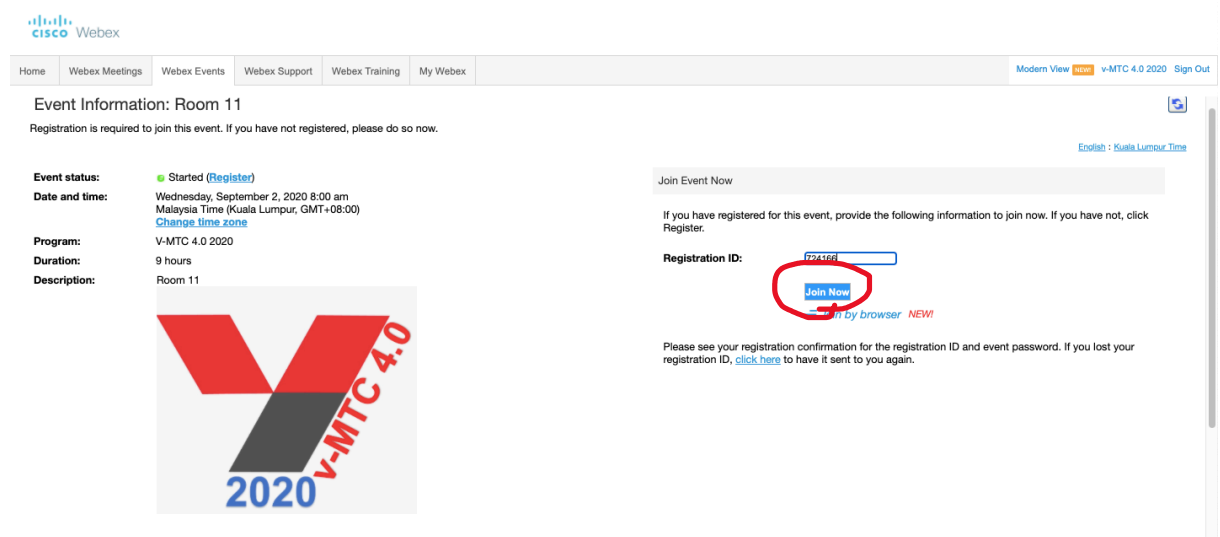 cisco Webex
Home Webex Meetings Webex Events Webex Support Webex Training My Webex Modern View NEW! v-MTC 4.0 2020 Sign Out
Event Information: Room 11
Registration is required to join this event. If you have not registered, please do so now.
English : Kuala Lumpur Time
Event status: Started (Register)
Date and time: Wednesday, September 2, 2020 8:00 am
Malaysia Time (Kuala Lumpur, GMT+08:00)
Change time zone
Program: V-MTC 4.0 2020
Duration: 9 hours
Description: Room 11
v-MTC 4.0
2020
Join Event Now
If you have registered for this event, provide the following information to join now. If you have not, click
Register.
Registration ID: 724166
Join Now
by browser NEW!
Please see your registration confirmation for the registration ID and event password. If you lost your
registration ID, click here to have it sent to you again.